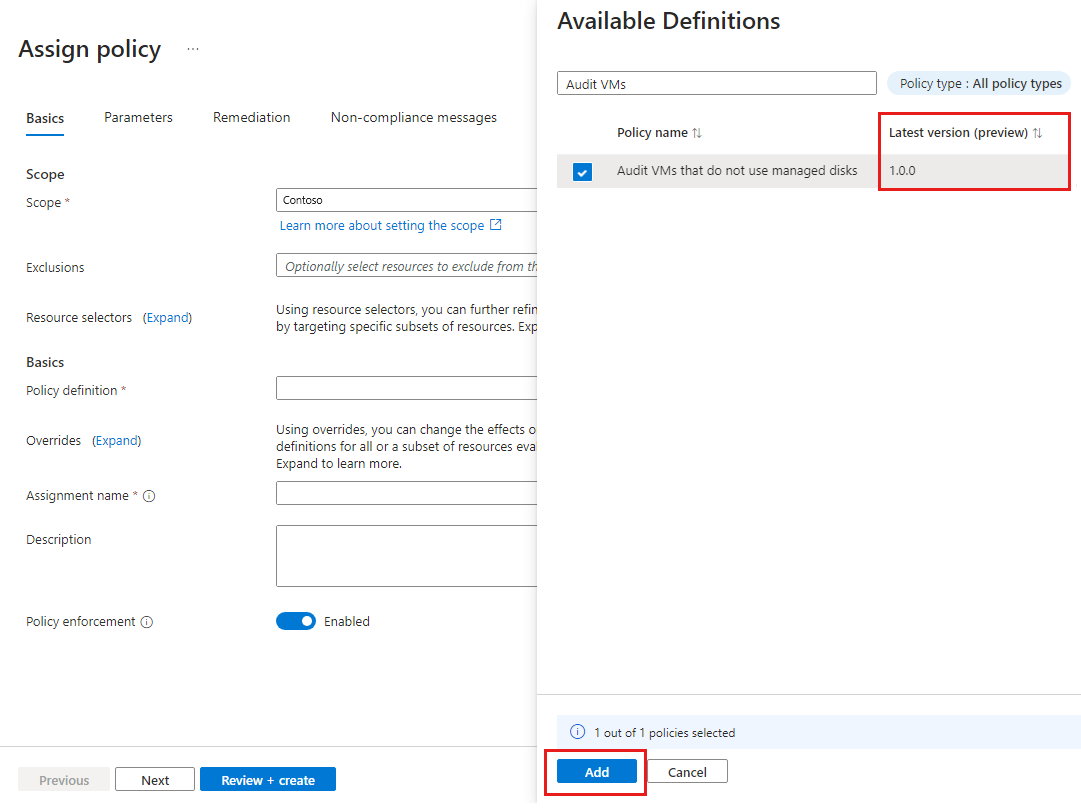 Assign policy ...
Basics
Parameters
Remediation
Non-compliance messages
Scope
Scope *
Contoso
Learn more about setting the scope
Exclusions
Optionally select resources to exclude from th
Resource selectors (Expand)
Using resource selectors, you can further refin
by targeting specific subsets of resources. Exp
Basics
Policy definition *
Overrides (Expand)
Using overrides, you can change the effects o
definitions for all or a subset of resources eva
Expand to learn more.
Assignment name *
Description
Policy enforcement
Enabled
Previous
Next
Review + create
Available Definitions
Audit VMs
Policy type : All policy types
Policy name ↑↓
Latest version (preview) ↑↓
Audit VMs that do not use managed disks
1.0.0
1 out of 1 policies selected
Add
Cancel